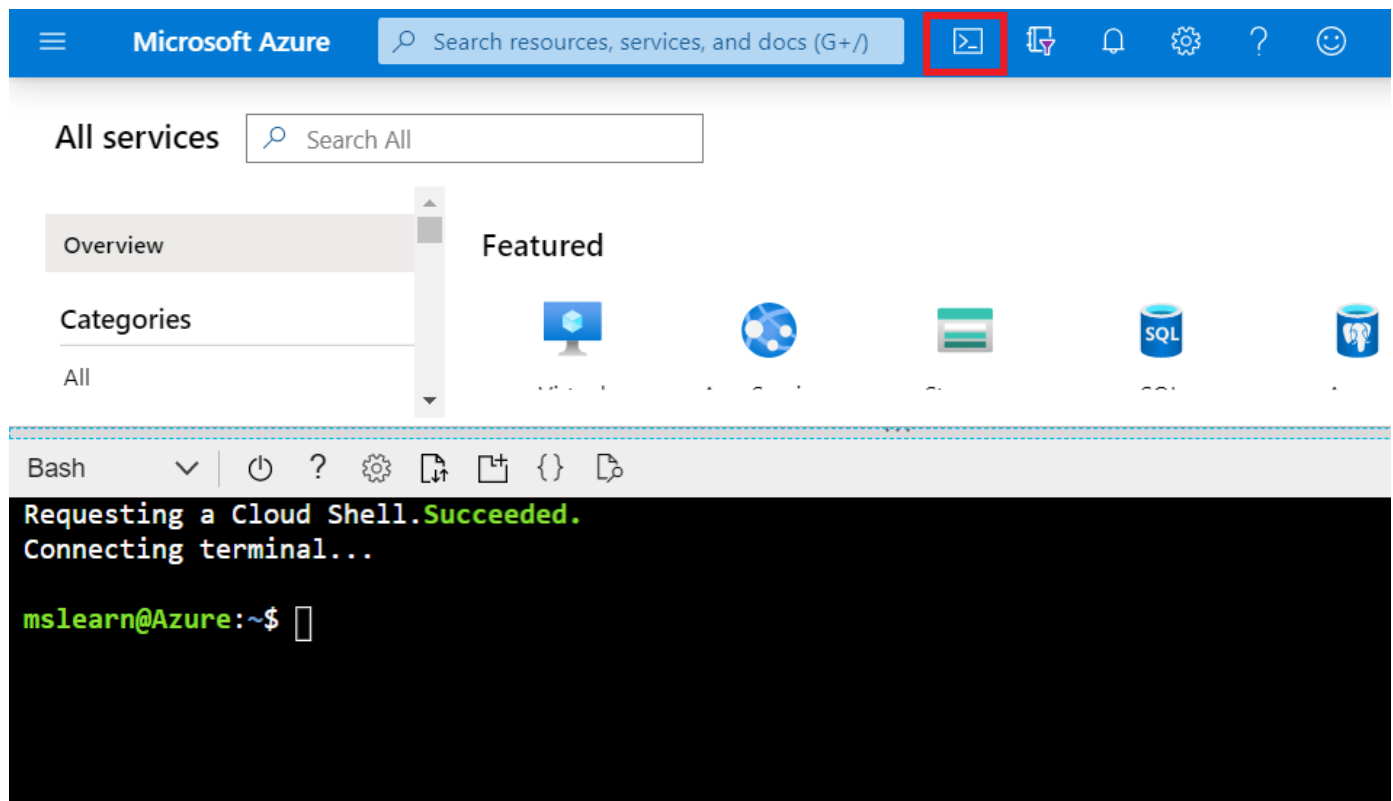 Microsoft Azure
Search resources, services, and docs (G+/)
All services
Search All
Overview
Featured
Categories
All
SQL
Bash
Requesting a Cloud Shell.Succeeded.
Connecting terminal...
mslearn@Azure:~$